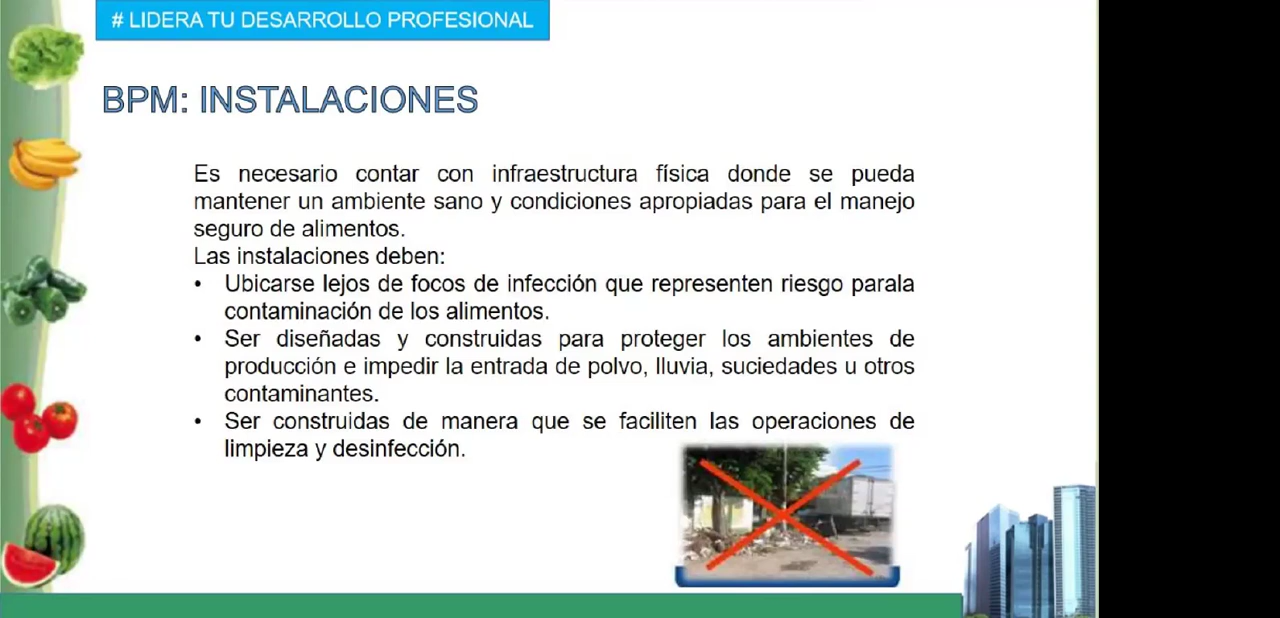 # LIDERA TU DESARROLLO PROFESIONAL
BPM: INSTALACIONES
Es necesario contar con infraestructura física donde se pueda
mantener un ambiente sano y condiciones apropiadas para el manejo
seguro de alimentos.
Las instalaciones deben:
• Ubicarse lejos de focos de infección que representen riesgo parala
contaminación de los alimentos.
• Ser diseñadas y construidas para proteger los ambientes de
producción e impedir la entrada de polvo, lluvia, suciedades u otros
contaminantes.
• Ser construidas de manera que se faciliten las operaciones de
limpieza y desinfección.